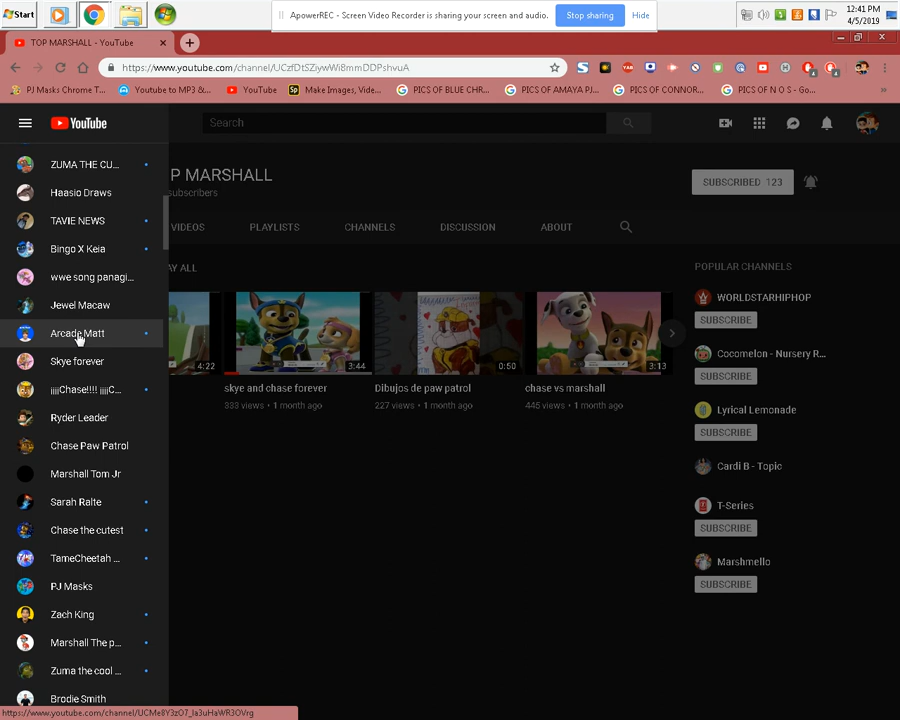 Start
ApowerREC - Screen Video Recorder is sharing your screen and audio.
Stop sharing
Hide
12:41 PM
4/5/2019
TOP MARSHALL - YouTube
https://www.youtube.com/channel/UCzfDtSZiywWi8mmDDPshvuA
PJ Masks Chrome T...
Youtube to MP3 &...
YouTube
Make Images, Vide...
PICS OF BLUE CHR...
PICS OF AMAYA PJ...
PICS OF CONNOR...
PICS OF N O S - Go...
YouTube
Search
ZUMA THE CU...
Haasio Draws
TAVIE NEWS
Bingo X Keia
wwe song panagi...
Jewel Macaw
Arcade Matt
Skye forever
¡¡¡¡Chase!!!! ¡¡¡¡C...
Ryder Leader
Chase Paw Patrol
Marshall Tom Jr
Sarah Ralte
Chase the cutest
TameCheetah ...
PJ Masks
Zach King
Marshall The p...
Zuma the cool ...
Brodie Smith
P MARSHALL
subscribers
SUBSCRIBED 123
VIDEOS
PLAYLISTS
CHANNELS
DISCUSSION
ABOUT
AY ALL
4:22
3:44
0:50
3:13
skye and chase forever
333 views • 1 month ago
Dibujos de paw patrol
227 views • 1 month ago
chase vs marshall
445 views • 1 month ago
POPULAR CHANNELS
WORLDSTARHIPHOP
SUBSCRIBE
Cocomelon - Nursery R...
SUBSCRIBE
Lyrical Lemonade
SUBSCRIBE
Cardi B - Topic
T-Series
SUBSCRIBE
Marshmello
SUBSCRIBE